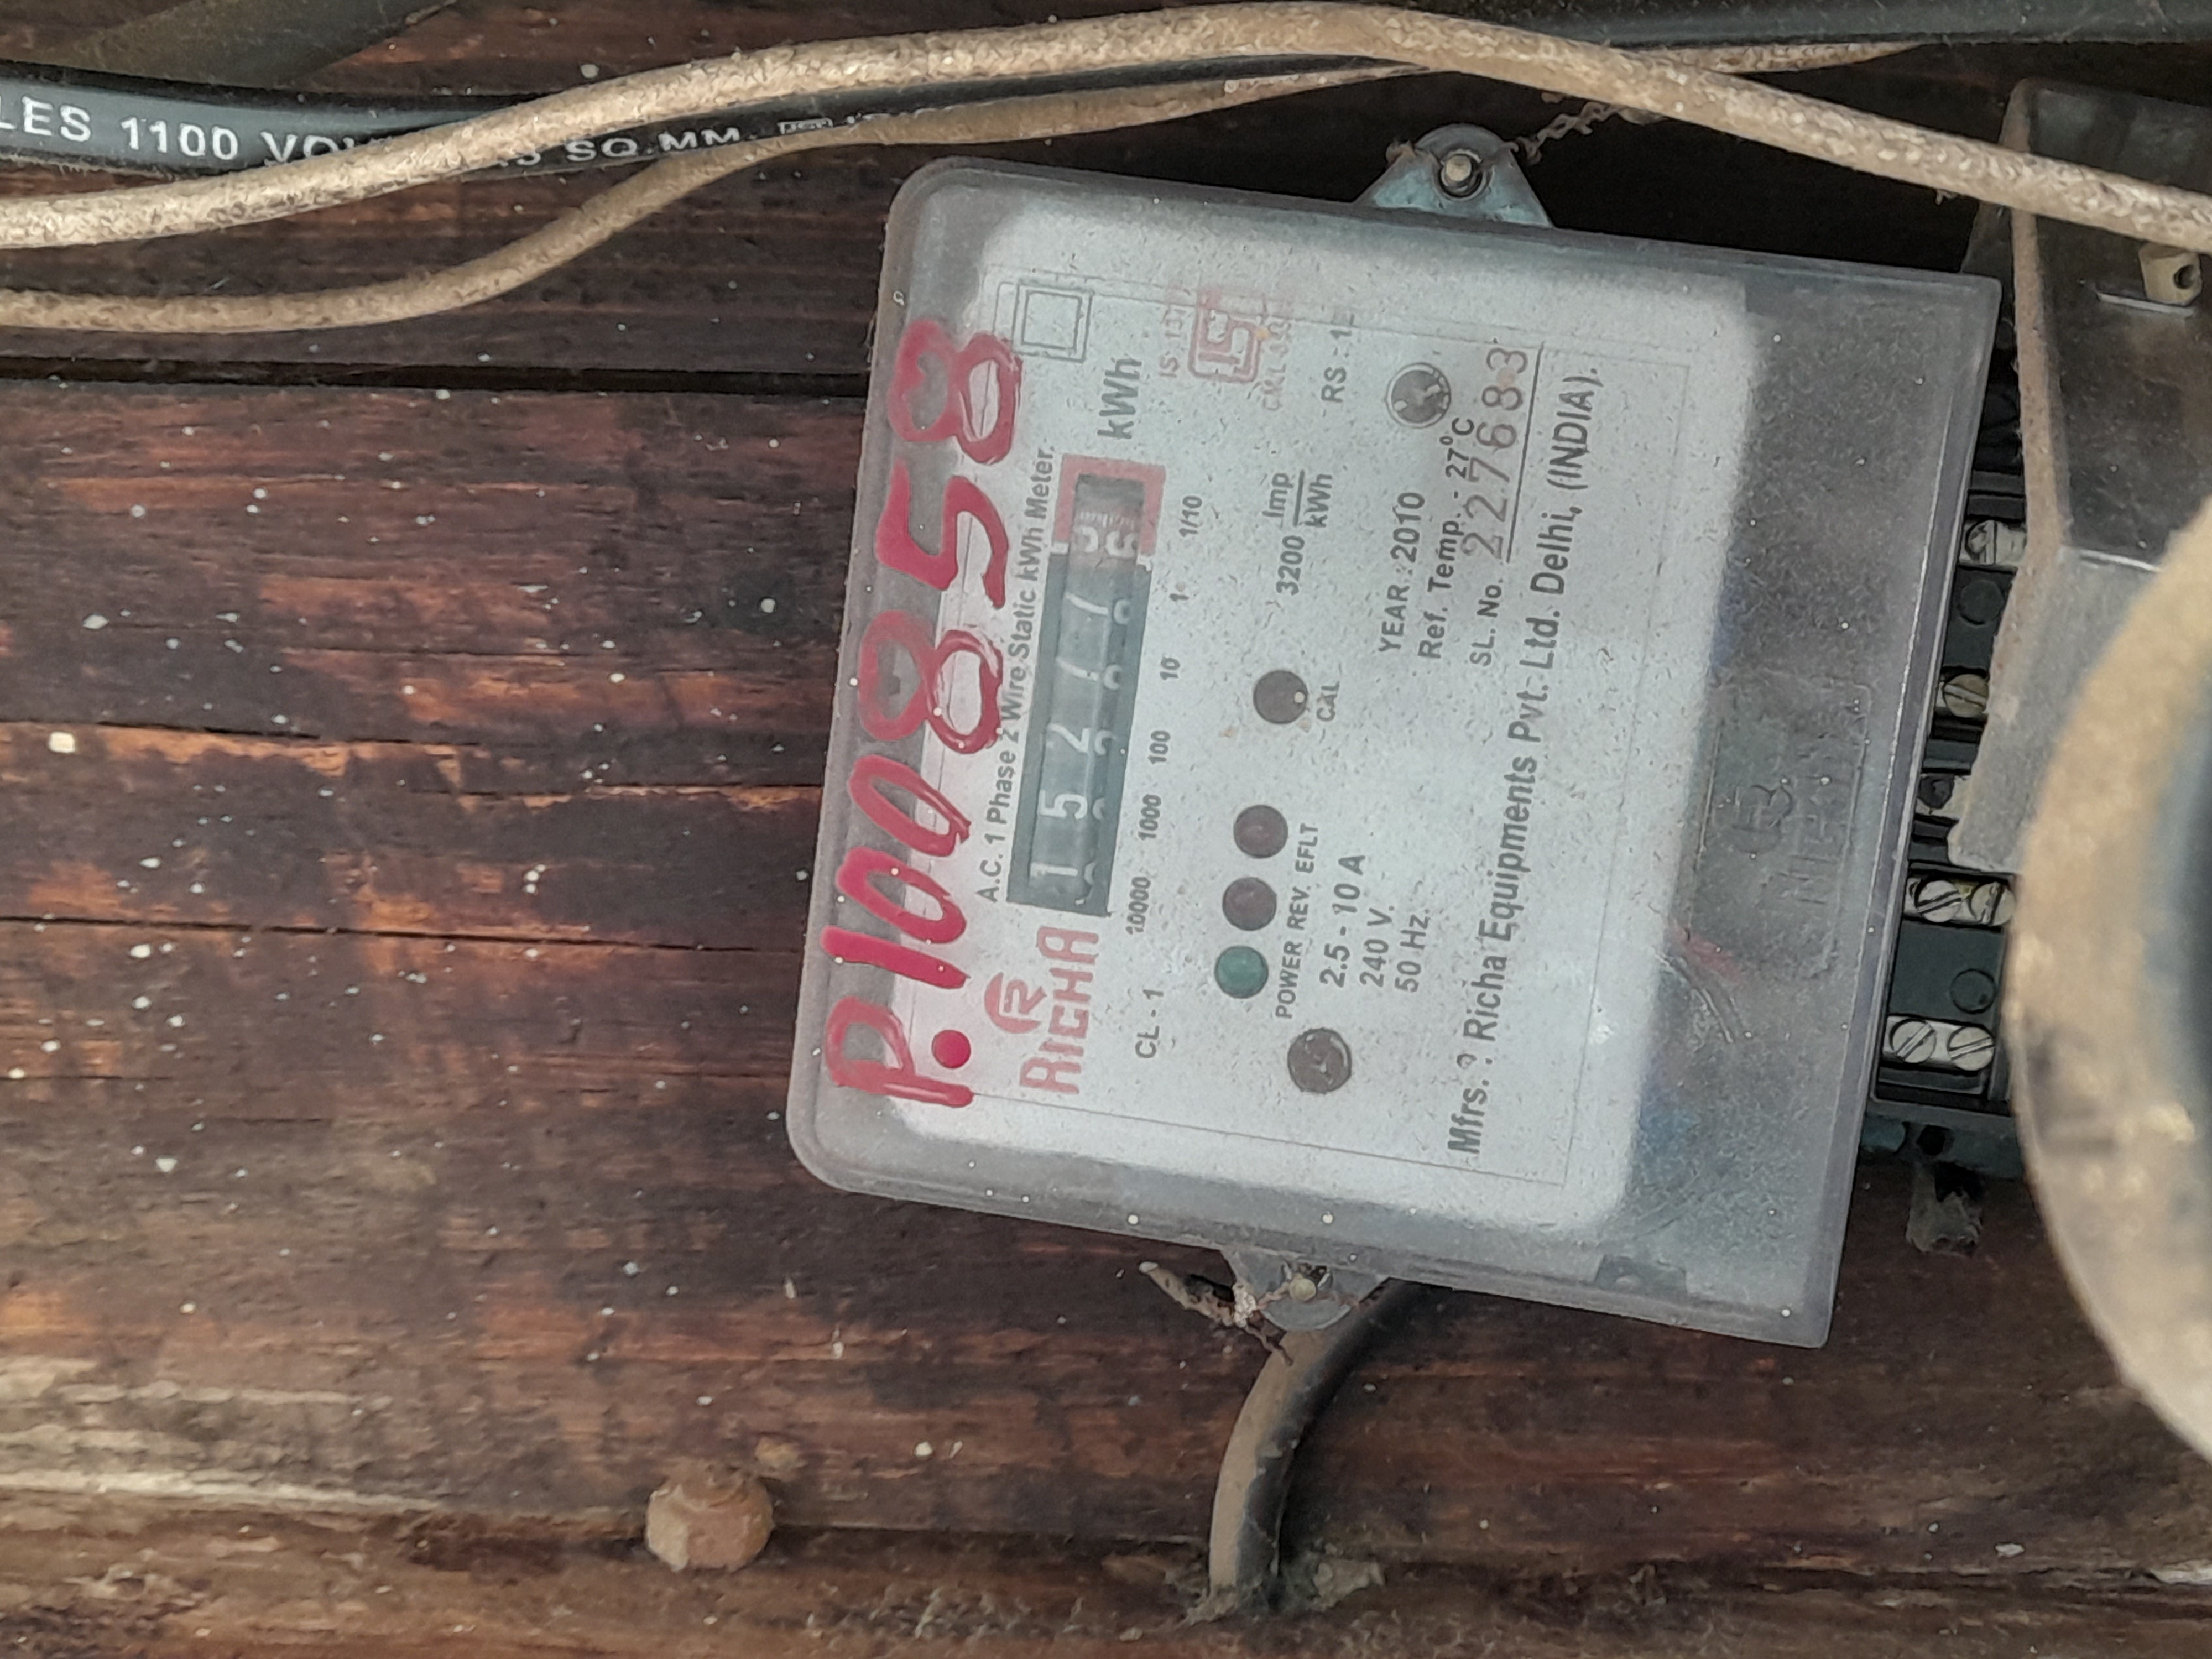 LES 1100 VO
SQ.MM.
P.100858
A.C. 1 Phase 2 Wire Static kWh Meter.
RICHA
15277
kWh
10000 1000 100 10 1 1/10
CL - 1
3200 Imp/kWh
RS:
CAL
POWER REV. EFLT
2.5 - 10 A
240 V.
50 Hz.
YEAR : 2010
Ref. Temp. - 27°C
SL. No. 2276683
Mfrs. : Richa Equipments Pvt. Ltd. Delhi, (INDIA).